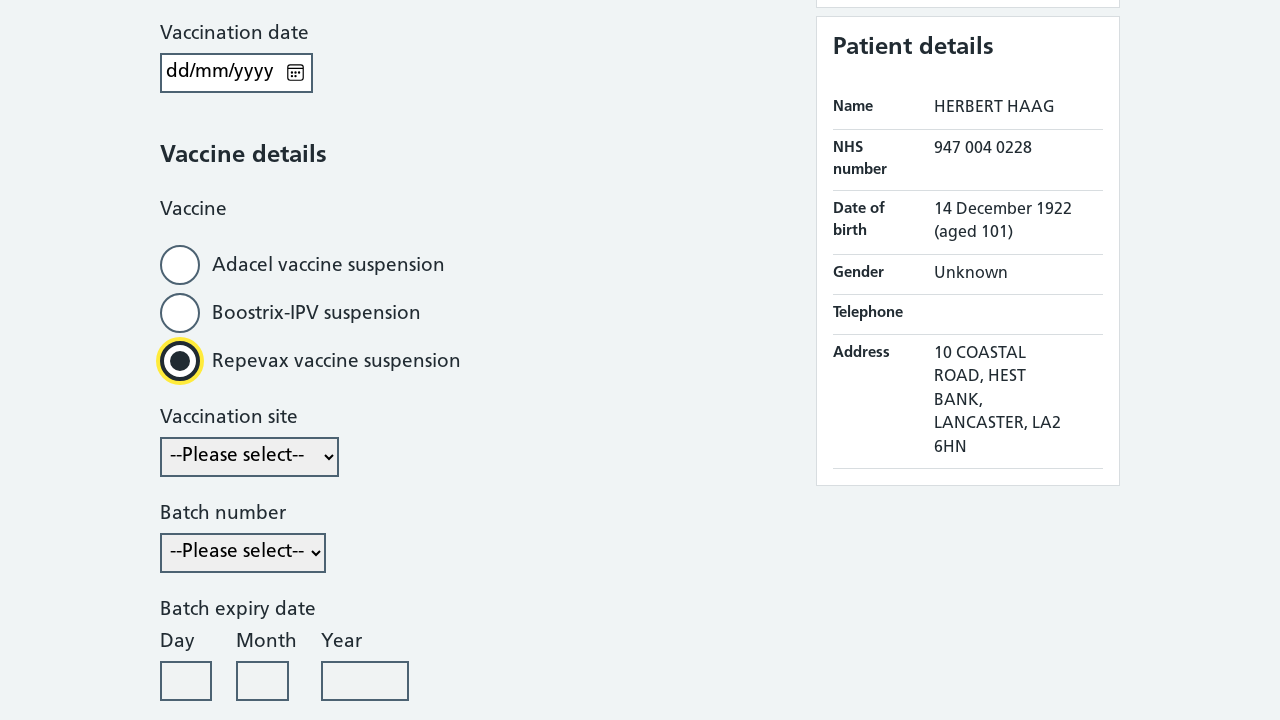 Vaccination date
dd/mm/yyyy
Vaccine details
Vaccine
Adacel vaccine suspension
Boostrix-IPV suspension
Repevax vaccine suspension
Vaccination site
--Please select--
Batch number
--Please select--
Batch expiry date
Day Month Year
Patient details
Name HERBERT HAAG
NHS 947 004 0228
number
Date of 14 December 1922
birth (aged 101)
Gender Unknown
Telephone
Address 10 COASTAL
ROAD, HEST
BANK,
LANCASTER, LA2
6HN